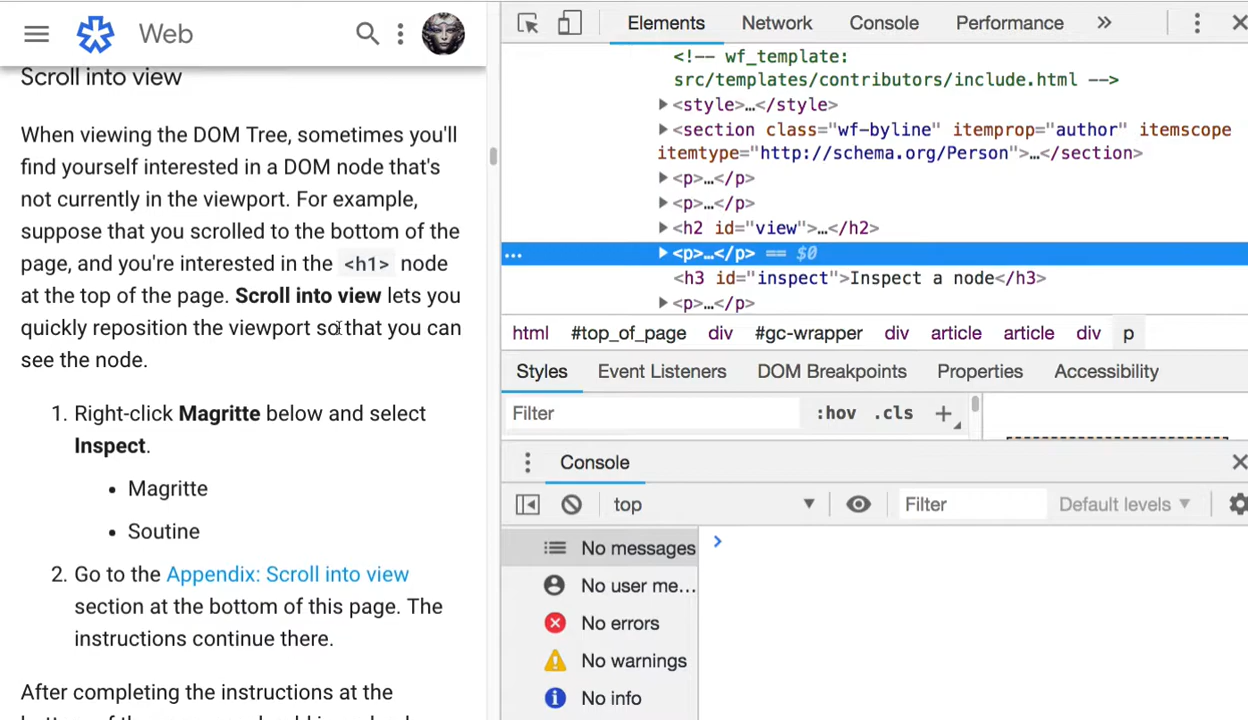 Web
Scroll into view
When viewing the DOM Tree, sometimes you'll
find yourself interested in a DOM node that's
not currently in the viewport. For example,
suppose that you scrolled to the bottom of the
page, and you're interested in the <h1> node
at the top of the page. Scroll into view lets you
quickly reposition the viewport so that you can
see the node.
1. Right-click Magritte below and select
Inspect.
• Magritte
• Soutine
2. Go to the Appendix: Scroll into view
section at the bottom of this page. The
instructions continue there.
After completing the instructions at the
Elements Network Console Performance »
<!-- wf_template:
src/templates/contributors/include.html -->
<style>…</style>
<section class="wf-byline" itemprop="author" itemscope
itemtype="http://schema.org/Person">…</section>
<p>…</p>
<p>…</p>
<h2 id="view">…</h2>
… <p>…</p> == $0
<h3 id="inspect">Inspect a node</h3>
<p>…</p>
html #top_of_page div #gc-wrapper div article article div p
Styles Event Listeners DOM Breakpoints Properties Accessibility
Filter :hov .cls +
Console
top Filter Default levels ▼
No messages
No user me...
No errors
No warnings
No info
>